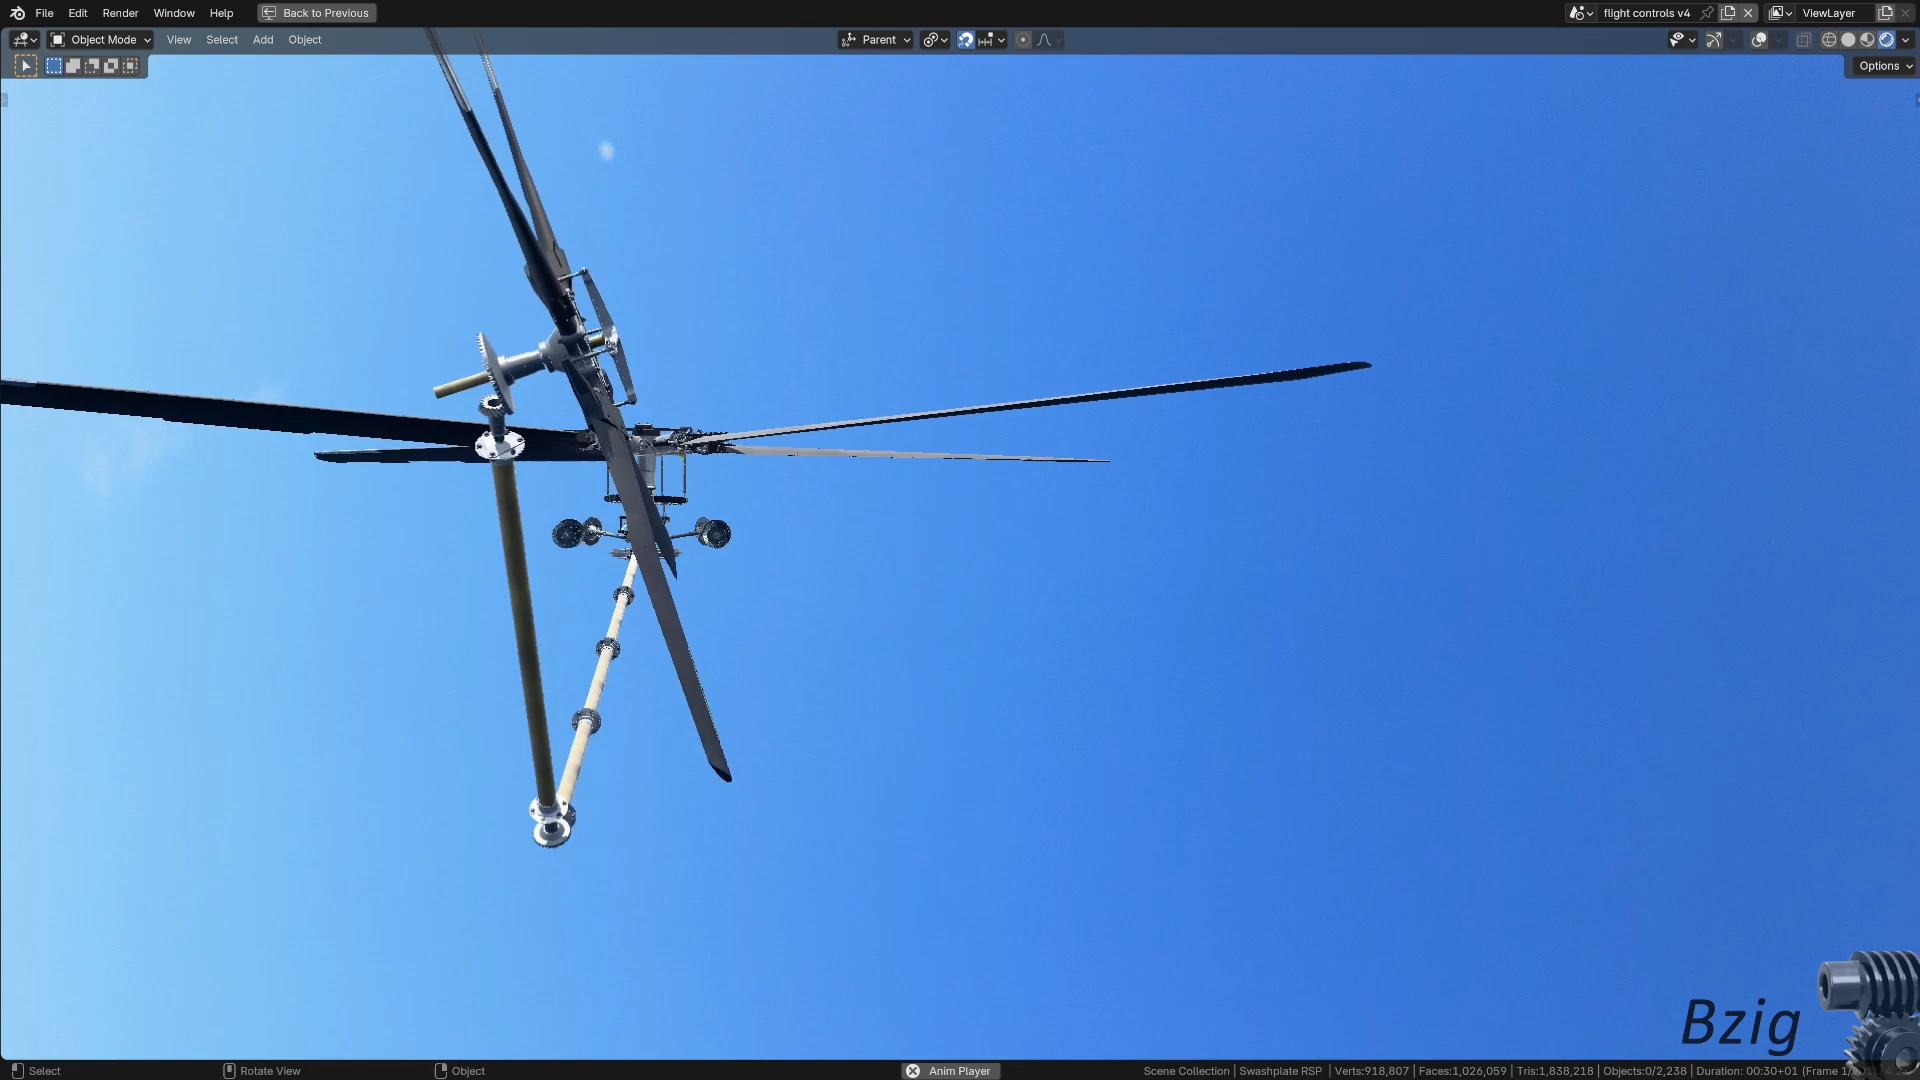 File Edit Render Window Help Back to Previous flight controls v4 ViewLayer
Object Mode View Select Add Object Parent
Options
Bzig
Select Rotate View Object Anim Player Scene Collection | Swashplate RSP | Verts:918,807 | Faces:1,026,059 | Tris:1,838,218 | Objects:0/2,238 | Duration: 00:30+01 (Frame 1/